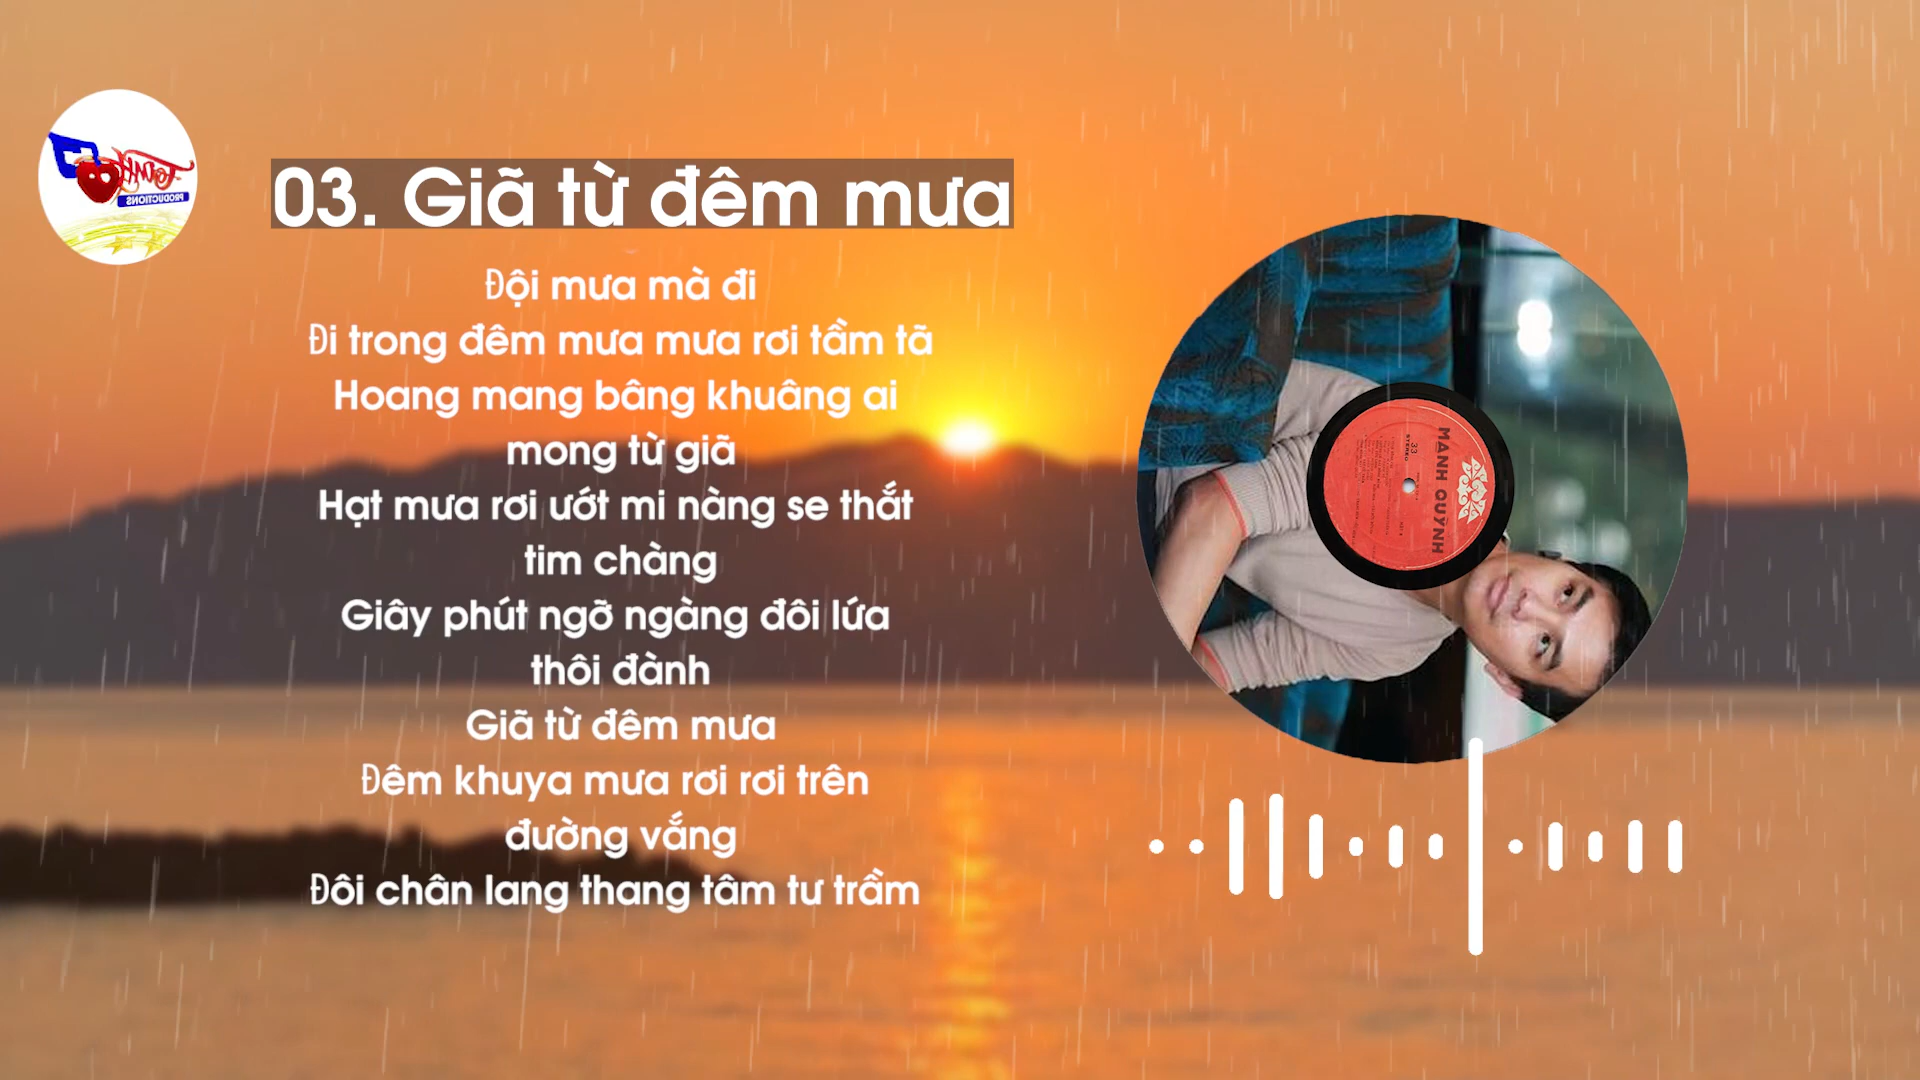 03. Giã từ đêm mưa
Đội mưa mà đi
Đi trong đêm mưa mưa rơi tầm tã
Hoang mang bâng khuâng ai
mong từ giã
Hạt mưa rơi ướt mi nàng se thắt
tim chàng
Giây phút ngỡ ngàng đôi lứa
thôi đành
Giã từ đêm mưa
Đêm khuya mưa rơi rơi trên
đường vắng
Đôi chân lang thang tâm tư trầm
PRODUCTIONS
MẠNH QUỲNH
33
STEREO